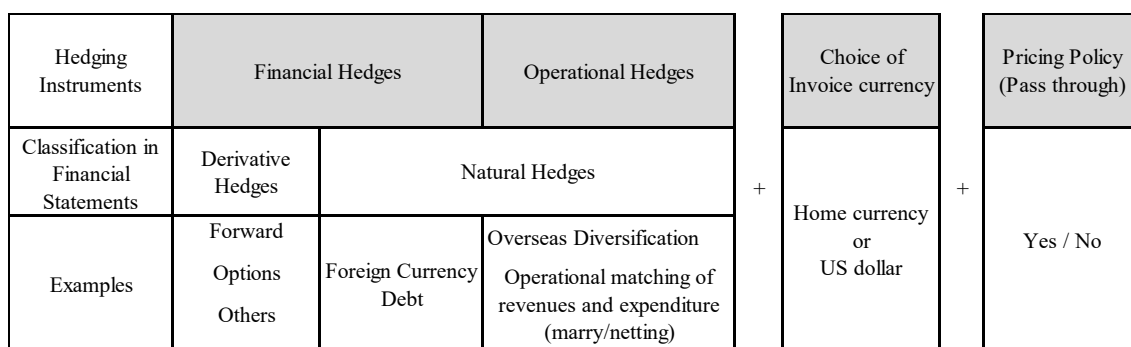 Hedging
Instruments
Financial Hedges
Operational Hedges
Choice of
Invoice currency
Pricing Policy
(Pass through)
Classification in
Financial
Statements
Derivative
Hedges
Natural Hedges
+
+
Home currency
or
US dollar
Yes / No
Examples
Forward
Options
Others
Foreign Currency
Debt
Overseas Diversification
Operational matching of
revenues and expenditure
(marry/netting)